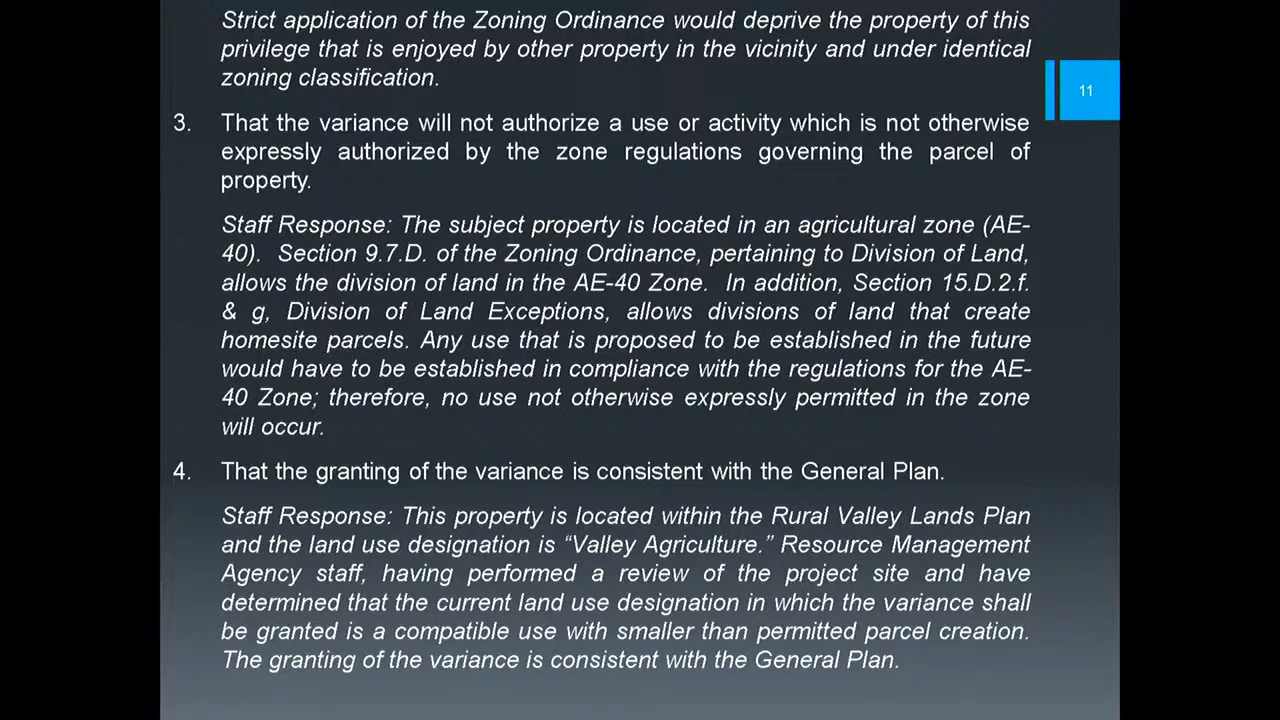 Strict application of the Zoning Ordinance would deprive the property of this
privilege that is enjoyed by other property in the vicinity and under identical
zoning classification.
11
3. That the variance will not authorize a use or activity which is not otherwise
expressly authorized by the zone regulations governing the parcel of
property.
Staff Response: The subject property is located in an agricultural zone (AE-
40). Section 9.7.D. of the Zoning Ordinance, pertaining to Division of Land,
allows the division of land in the AE-40 Zone. In addition, Section 15.D.2.f.
& g, Division of Land Exceptions, allows divisions of land that create
homesite parcels. Any use that is proposed to be established in the future
would have to be established in compliance with the regulations for the AE-
40 Zone; therefore, no use not otherwise expressly permitted in the zone
will occur.
4. That the granting of the variance is consistent with the General Plan.
Staff Response: This property is located within the Rural Valley Lands Plan
and the land use designation is “Valley Agriculture.” Resource Management
Agency staff, having performed a review of the project site and have
determined that the current land use designation in which the variance shall
be granted is a compatible use with smaller than permitted parcel creation.
The granting of the variance is consistent with the General Plan.